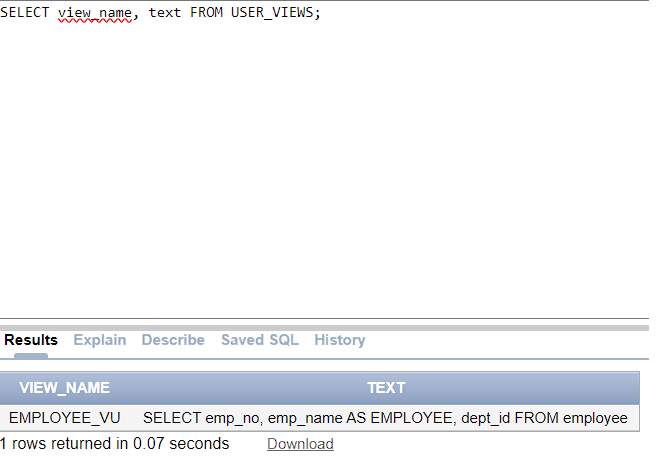 SELECT view_name, text FROM USER_VIEWS;
Results Explain Describe Saved SQL History
VIEW_NAME TEXT
EMPLOYEE_VU SELECT emp_no, emp_name AS EMPLOYEE, dept_id FROM employee
1 rows returned in 0.07 seconds Download